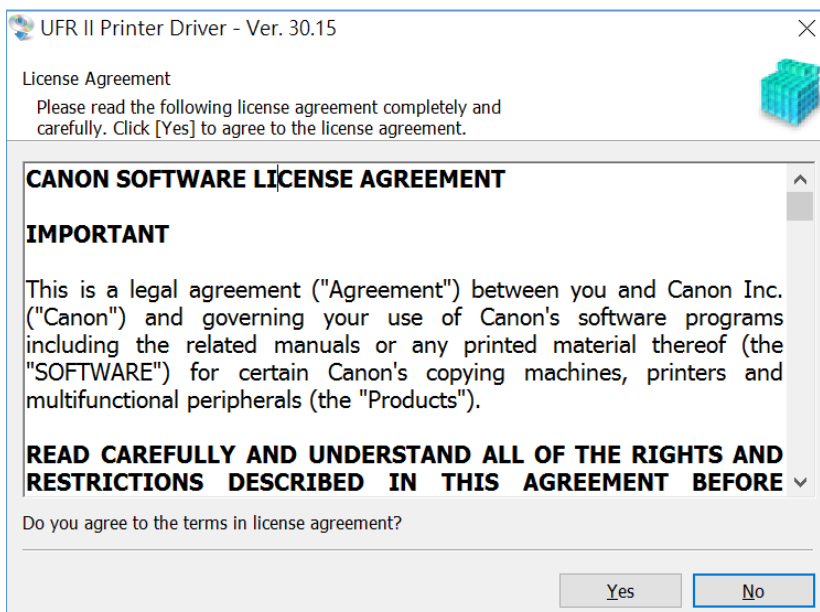 UFR II Printer Driver - Ver. 30.15
License Agreement
Please read the following license agreement completely and
carefully. Click [Yes] to agree to the license agreement.
CANON SOFTWARE LICENSE AGREEMENT
IMPORTANT
This is a legal agreement ("Agreement") between you and Canon Inc.
("Canon") and governing your use of Canon's software programs
including the related manuals or any printed material thereof (the
"SOFTWARE") for certain Canon's copying machines, printers and
multifunctional peripherals (the "Products").
READ CAREFULLY AND UNDERSTAND ALL OF THE RIGHTS AND
RESTRICTIONS DESCRIBED IN THIS AGREEMENT BEFORE
Do you agree to the terms in license agreement?
Yes
No